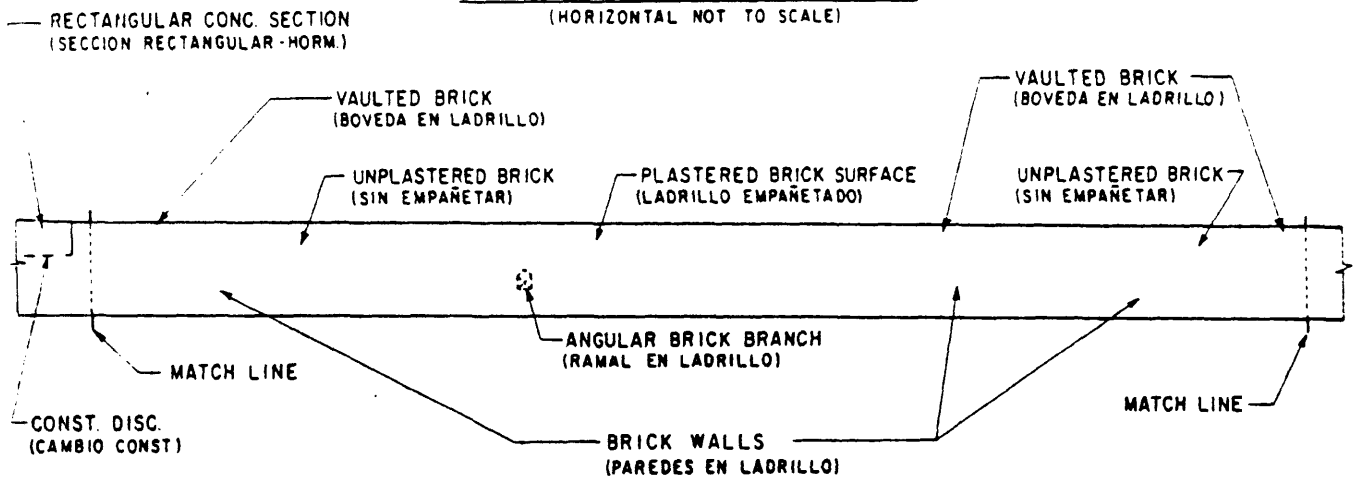 (HORIZONTAL NOT TO SCALE)
RECTANGULAR CONC. SECTION
(SECCION RECTANGULAR-HORM.)
VAULTED BRICK
(BOVEDA EN LADRILLO)
VAULTED BRICK
(BOVEDA EN LADRILLO)
UNPLASTERED BRICK
(SIN EMPAÑETAR)
PLASTERED BRICK SURFACE
(LADRILLO EMPAÑETADO)
UNPLASTERED BRICK
(SIN EMPAÑETAR)
ANGULAR BRICK BRANCH
(RAMAL EN LADRILLO)
MATCH LINE
MATCH LINE
CONST. DISC.
(CAMBIO CONST)
BRICK WALLS
(PAREDES EN LADRILLO)